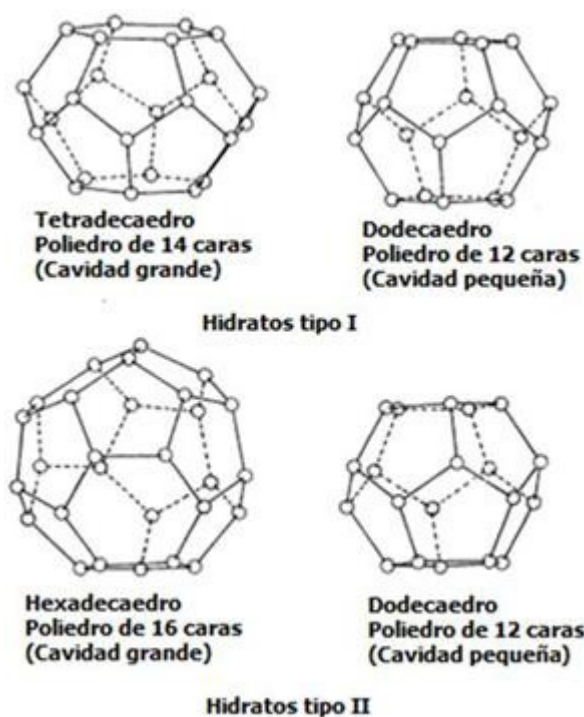 Tetradecaedro
Poliedro de 14 caras
(Cavidad grande)
Dodecaedro
Poliedro de 12 caras
(Cavidad pequeña)
Hidratos tipo I
Hexadecaedro
Poliedro de 16 caras
(Cavidad grande)
Dodecaedro
Poliedro de 12 caras
(Cavidad pequeña)
Hidratos tipo II